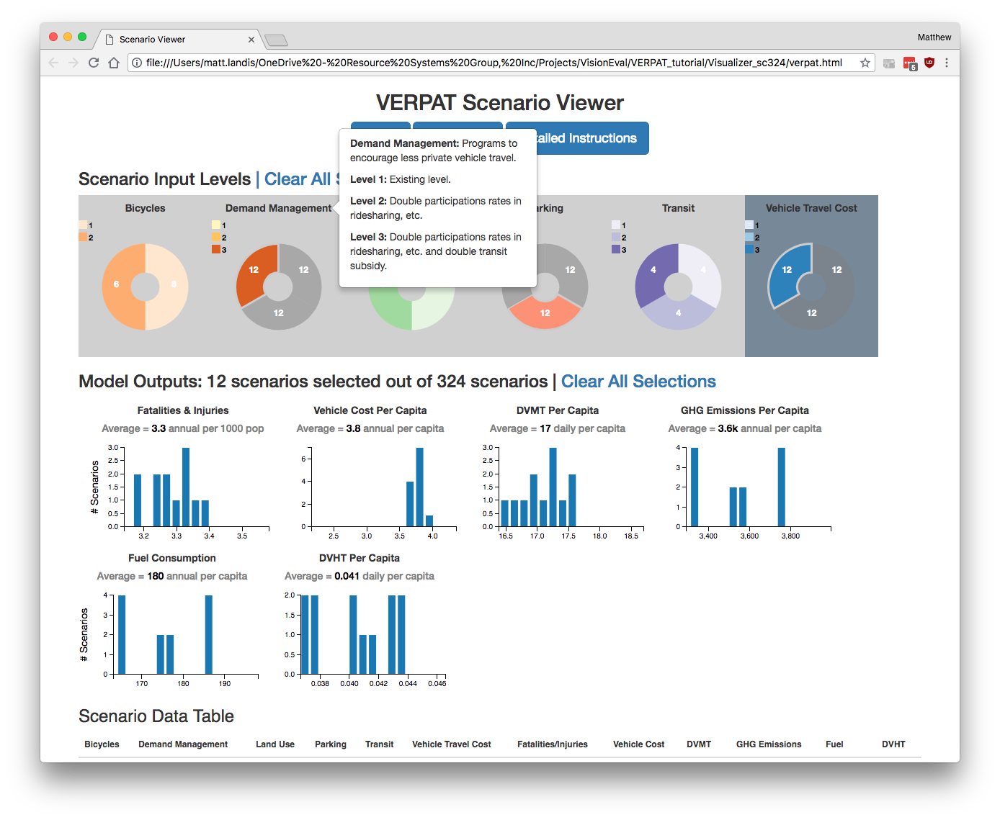 Scenario Viewer
Matthew
file:///Users/matt.landis/OneDrive%20-%20Resource%20Systems%20Group,%20Inc/Projects/VisionEval/VERPAT_tutorial/Visualizer_sc324/verpat.html
5
VERPAT Scenario Viewer
tailed Instructions
Demand Management: Programs to
encourage less private vehicle travel.
Level 1: Existing level.
Level 2: Double participations rates in
ridesharing, etc.
Level 3: Double participations rates in
ridesharing, etc. and double transit
subsidy.
Scenario Input Levels | Clear All S
Bicycles
1
2
6 6
Demand Management
1
2
3
12 12
12
arking
12
12
Transit
1
2
3
4 4
4
Vehicle Travel Cost
1
2
3
12 12
12
Model Outputs: 12 scenarios selected out of 324 scenarios | Clear All Selections
Fatalities & Injuries
Average = 3.3 annual per 1000 pop
# Scenarios
3.0
2.5
2.0
1.5
1.0
0.5
0.0
3.2 3.3 3.4 3.5
Vehicle Cost Per Capita
Average = 3.8 annual per capita
6
4
2
0
2.5 3.0 3.5 4.0
DVMT Per Capita
Average = 17 daily per capita
3.0
2.5
2.0
1.5
1.0
0.5
0.0
16.5 17.0 17.5 18.0 18.5
GHG Emissions Per Capita
Average = 3.6k annual per capita
4
3
2
1
0
3,400 3,600 3,800
Fuel Consumption
Average = 180 annual per capita
# Scenarios
4
3
2
1
0
170 180 190
DVHT Per Capita
Average = 0.041 daily per capita
2.0
1.5
1.0
0.5
0.0
0.038 0.040 0.042 0.044 0.046
Scenario Data Table
Bicycles Demand Management Land Use Parking Transit Vehicle Travel Cost Fatalities/Injuries Vehicle Cost DVMT GHG Emissions Fuel DVHT